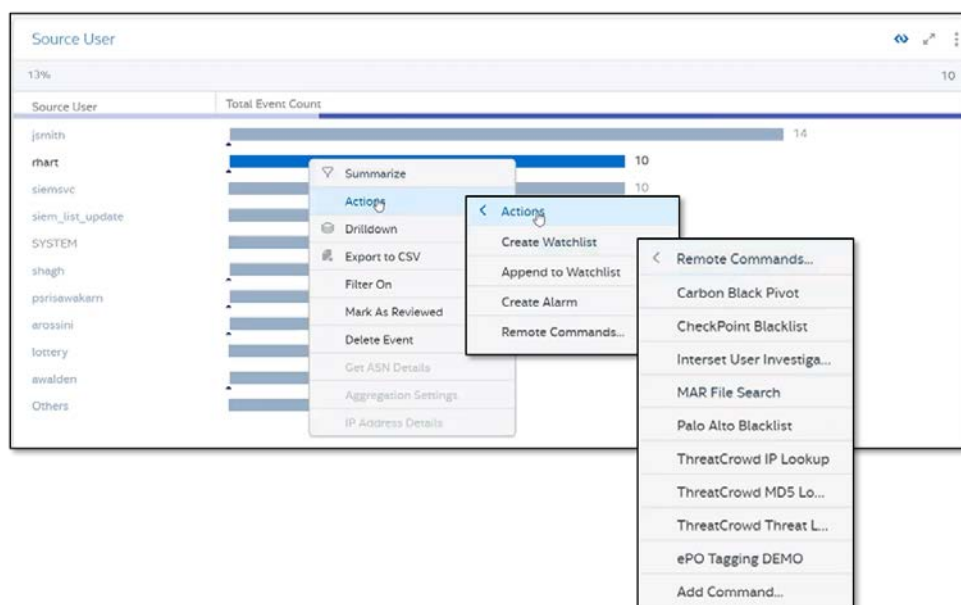 Source User
13% 10
Source User Total Event Count
jsmith 14
rhart 10
siemsvc 10
siem_list_update
SYSTEM
shagh
psrisawakarn
arossini
lottery
awalden
Others
Summarize
Actions
Drilldown
Export to CSV
Filter On
Mark As Reviewed
Delete Event
Get ASN Details
Aggregation Settings
IP Address Details
Actions
Create Watchlist
Append to Watchlist
Create Alarm
Remote Commands...
Remote Commands...
Carbon Black Pivot
CheckPoint Blacklist
Interset User Investiga...
MAR File Search
Palo Alto Blacklist
ThreatCrowd IP Lookup
ThreatCrowd MD5 Lo...
ThreatCrowd Threat L...
ePO Tagging DEMO
Add Command...